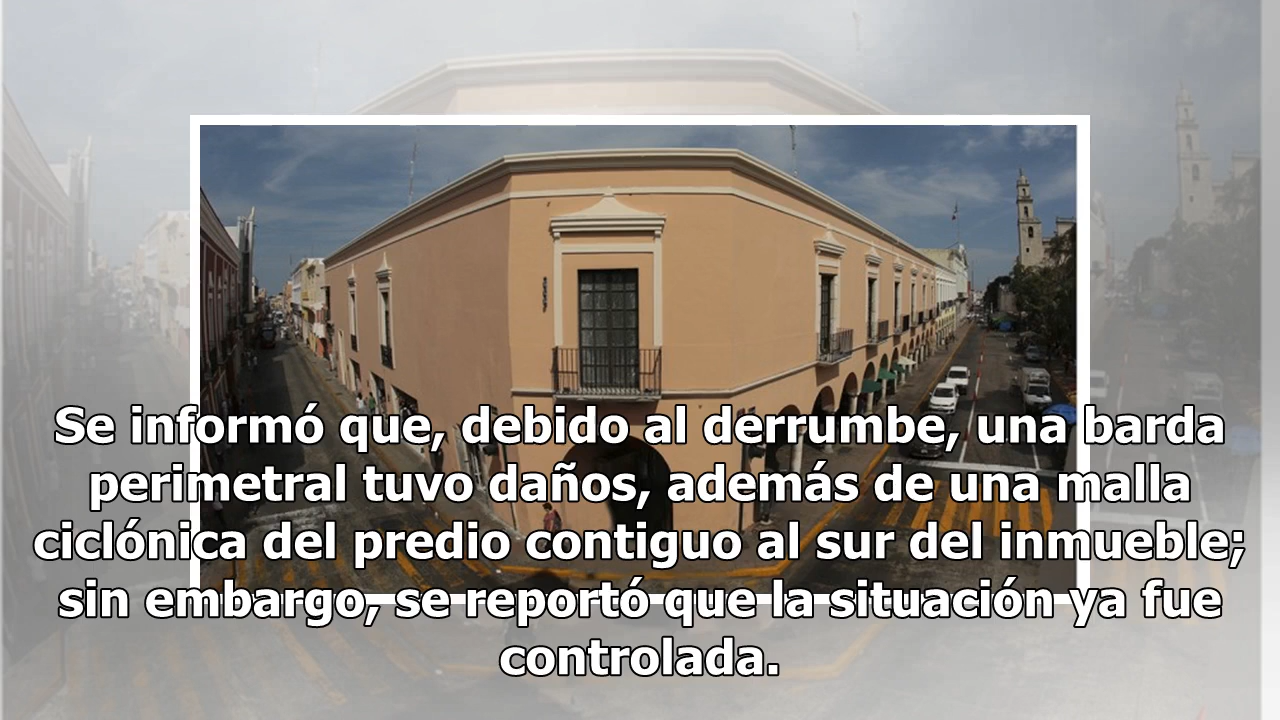 Se informó que, debido al derrumbe, una barda
perimetral tuvo daños, además de una malla
ciclónica del predio contiguo al sur del inmueble;
sin embargo, se reportó que la situación ya fue
controlada.